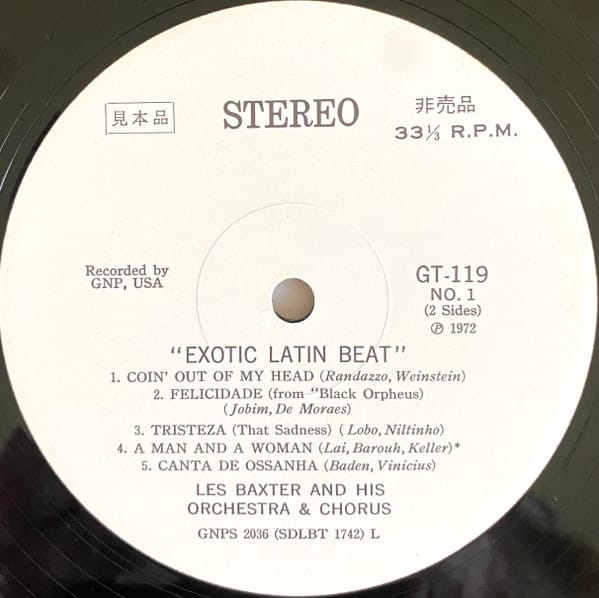 見本品
STEREO
非売品
33⅓ R.P.M.
Recorded by
GNP, USA
GT-119
NO. 1
(2 Sides)
Ⓟ 1972
"EXOTIC LATIN BEAT"
1. COIN' OUT OF MY HEAD (Randazzo, Weinstein)
2. FELICIDADE (from "Black Orpheus)
(Jobim, De Moraes)
3. TRISTEZA (That Sadness) (Lobo, Niltinho)
4. A MAN AND A WOMAN (Lai, Barouh, Keller)*
5. CANTA DE OSSANHA (Baden, Vinicius)
LES BAXTER AND HIS
ORCHESTRA & CHORUS
GNPS 2036 (SDLBT 1742) L